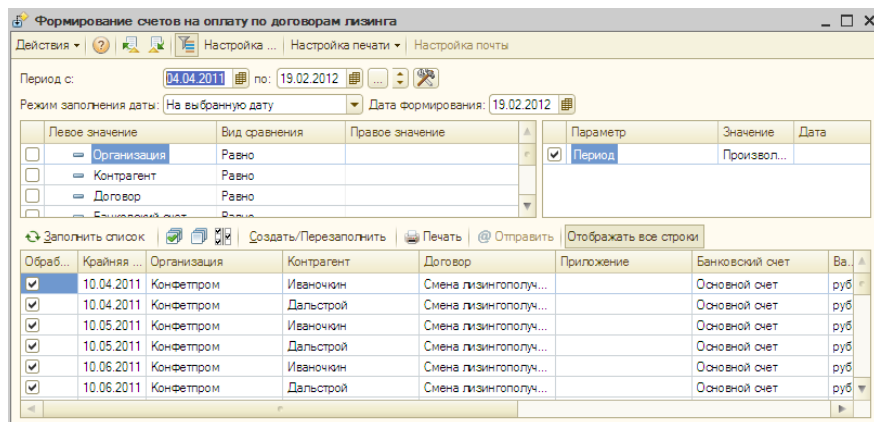 Формирование счетов на оплату по договорам лизинга
Действия Настройка ... Настройка печати Настройка почты
Период с: 04.04.2011 по: 19.02.2012 ...
Режим заполнения даты: На выбранную дату Дата формирования: 19.02.2012
Левое значение Вид сравнения Правое значение Параметр Значение Дата
Организация Равно Период Произвол...
Контрагент Равно
Договор Равно
Банковский счет Равно
Заполнить список Создать/Перезаполнить Печать @ Отправить Отображать все строки
Обраб... Крайняя ... Организация Контрагент Договор Приложение Банковский счет Ва...
10.04.2011 Конфетпром Иваночкин Смена лизингополуч... Основной счет руб
10.04.2011 Конфетпром Дальстрой Смена лизингополуч... Основной счет руб
10.05.2011 Конфетпром Иваночкин Смена лизингополуч... Основной счет руб
10.05.2011 Конфетпром Дальстрой Смена лизингополуч... Основной счет руб
10.06.2011 Конфетпром Иваночкин Смена лизингополуч... Основной счет руб
10.06.2011 Конфетпром Дальстрой Смена лизингополуч... Основной счет руб